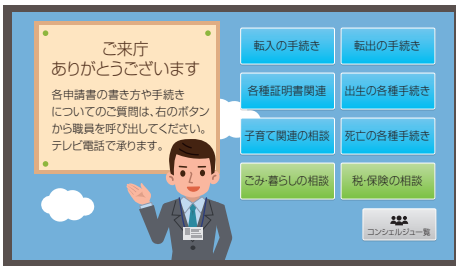 ご来庁
ありがとうございます
各申請書の書き方や手続き
についてのご質問は、右のボタン
から職員を呼び出してください。
テレビ電話で承ります。
転入の手続き
転出の手続き
各種証明書関連
出生の各種手続き
子育て関連の相談
死亡の各種手続き
ごみ・暮らしの相談
税・保険の相談
コンシェルジュ一覧